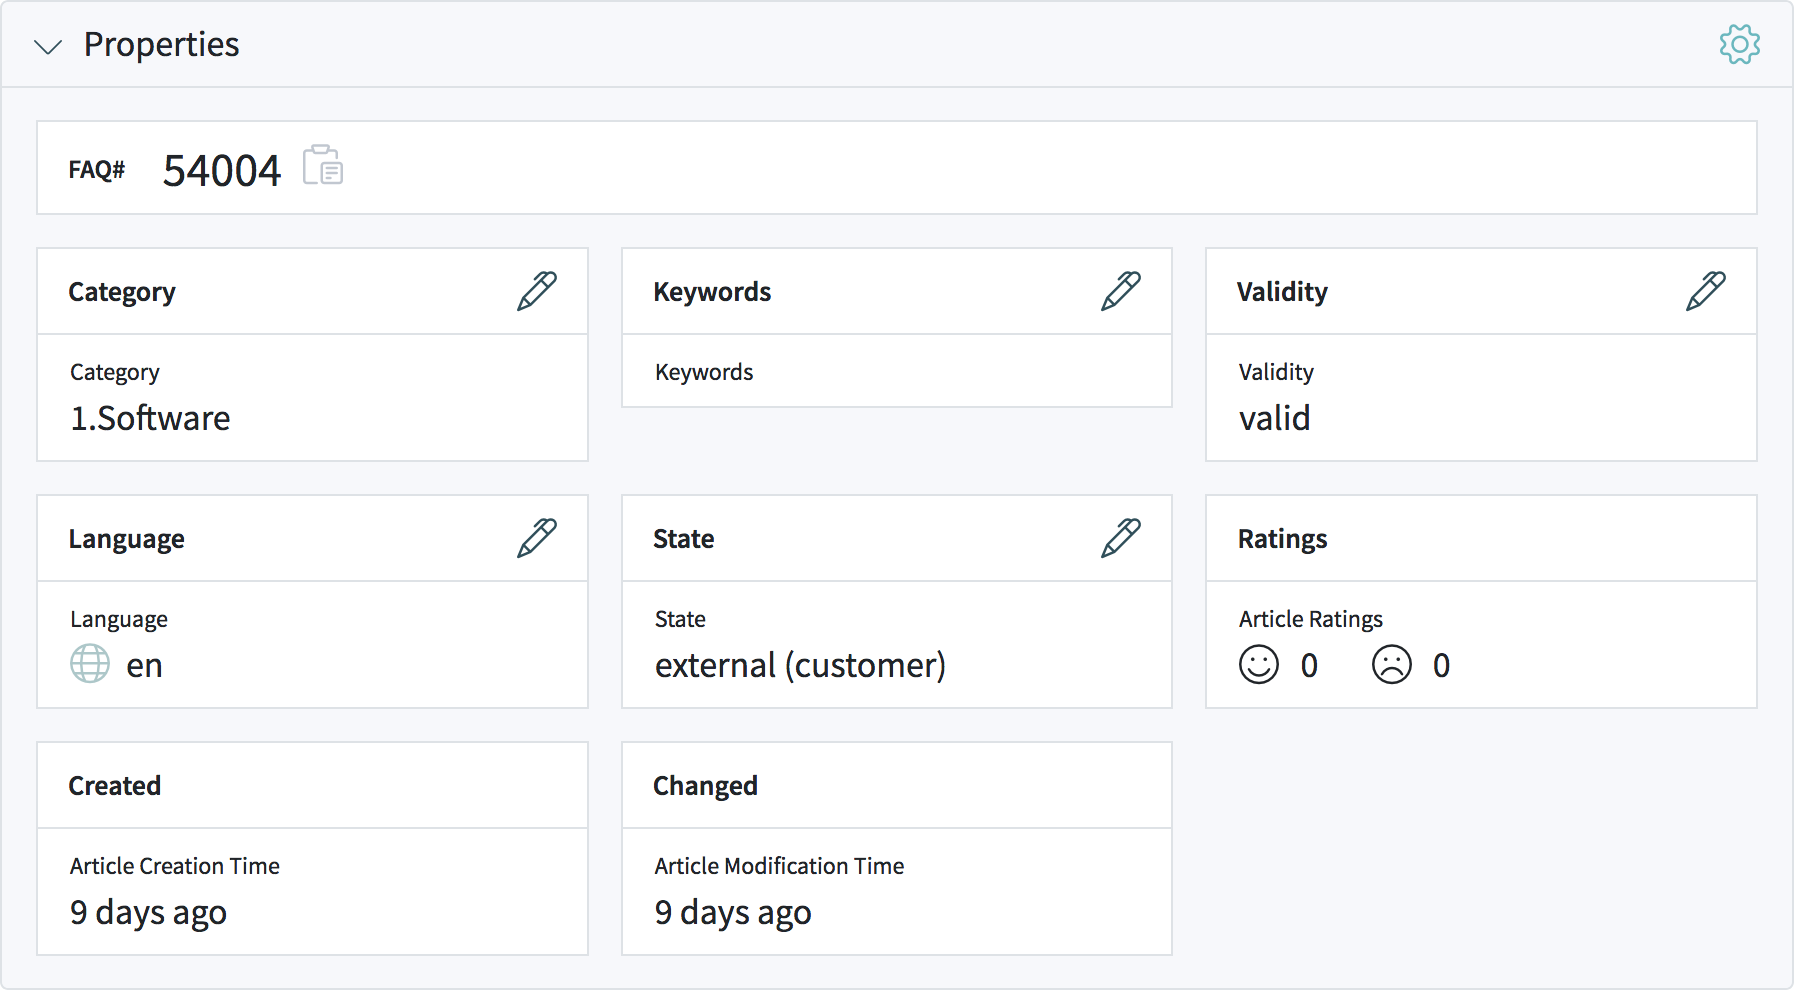 Properties
FAQ# 54004
Category
Category
1.Software
Keywords
Keywords
Validity
Validity
valid
Language
Language
en
State
State
external (customer)
Ratings
Article Ratings
0 0
Created
Article Creation Time
9 days ago
Changed
Article Modification Time
9 days ago